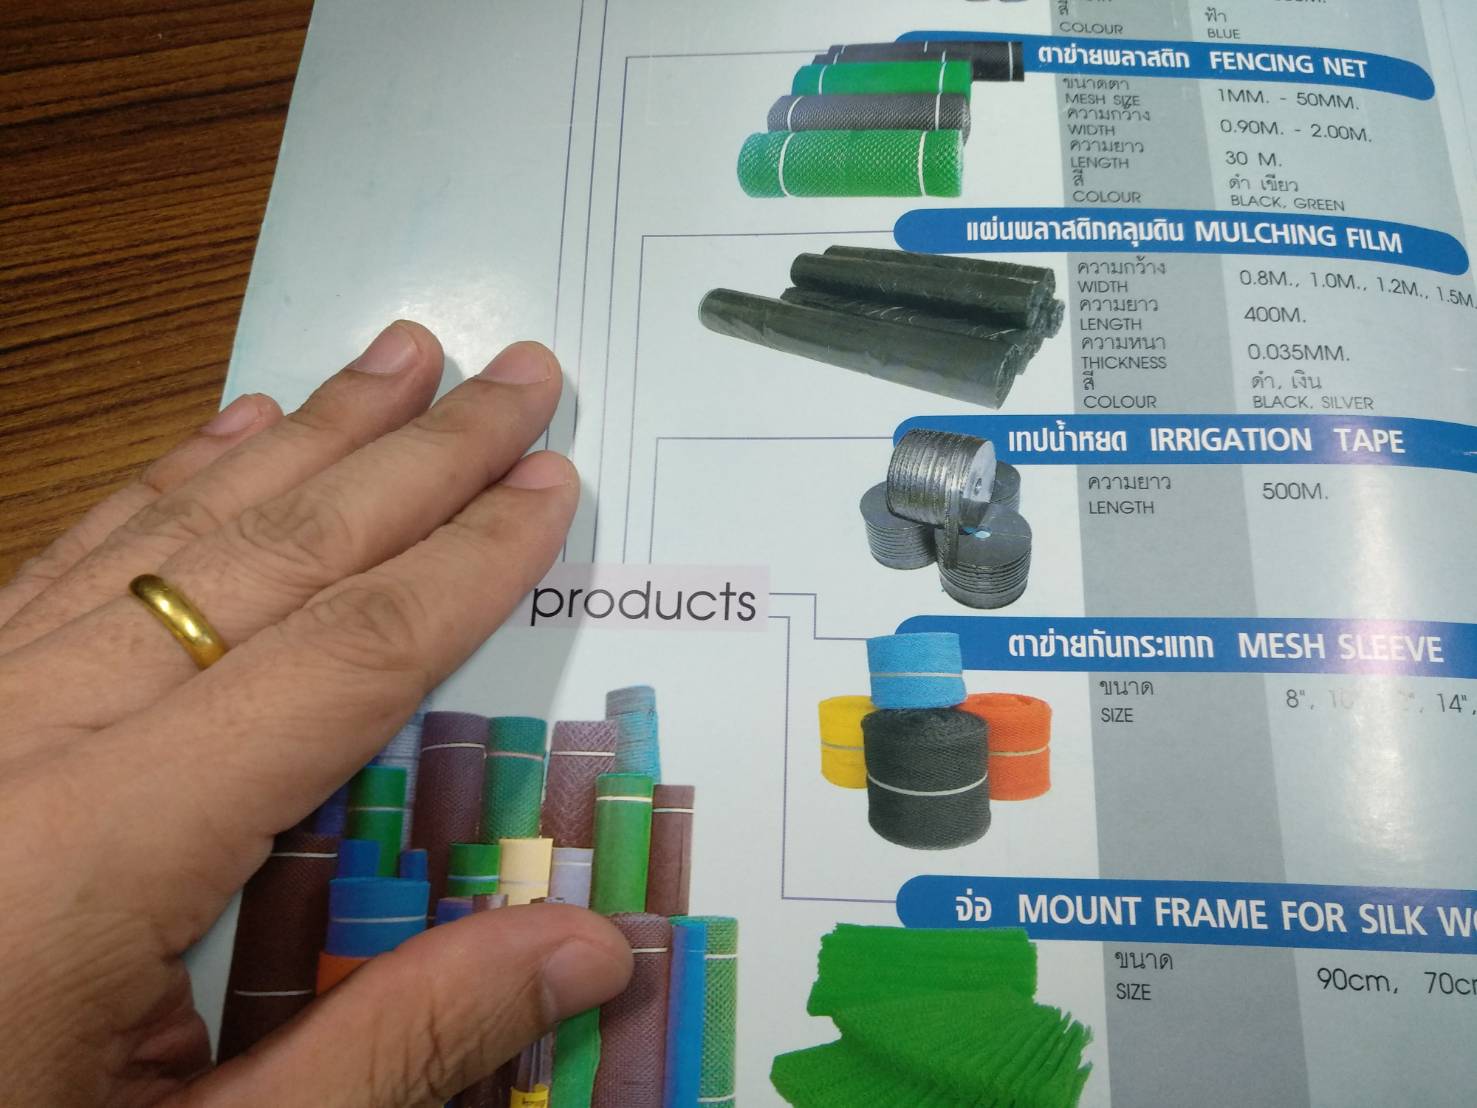 สี
COLOUR
ฟ้า
BLUE
ตาข่ายพลาสติก FENCING NET
ขนาดตา
MESH SIZE 1MM. - 50MM.
ความกว้าง
WIDTH 0.90M. - 2.00M.
ความยาว
LENGTH 30 M.
สี ดำ เขียว
COLOUR BLACK, GREEN
แผ่นพลาสติกคลุมดิน MULCHING FILM
ความกว้าง
WIDTH 0.8M., 1.0M., 1.2M., 1.5M.
ความยาว
LENGTH 400M.
ความหนา
THICKNESS 0.035MM.
สี ดำ, เงิน
COLOUR BLACK, SILVER
เทปน้ำหยด IRRIGATION TAPE
ความยาว
LENGTH 500M.
products
ตาข่ายกันกระแทก MESH SLEEVE
ขนาด
SIZE 8", 14",
จ่อ MOUNT FRAME FOR SILK
ขนาด
SIZE 90cm,